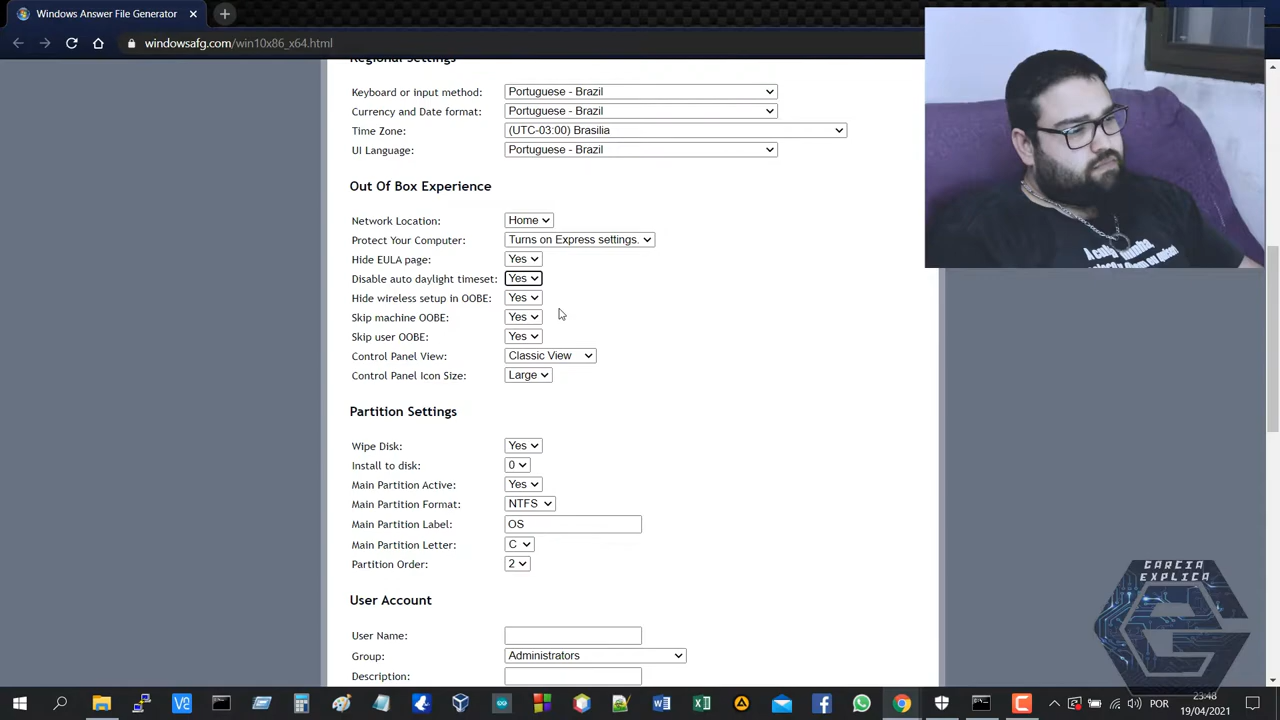 Windows Answer File Generator
windowsafg.com/win10x86_x64.html
Regional Settings
Keyboard or input method: Portuguese - Brazil
Currency and Date format: Portuguese - Brazil
Time Zone: (UTC-03:00) Brasilia
UI Language: Portuguese - Brazil
Out Of Box Experience
Network Location: Home
Protect Your Computer: Turns on Express settings.
Hide EULA page: Yes
Disable auto daylight timeset: Yes
Hide wireless setup in OOBE: Yes
Skip machine OOBE: Yes
Skip user OOBE: Yes
Control Panel View: Classic View
Control Panel Icon Size: Large
Partition Settings
Wipe Disk: Yes
Install to disk: 0
Main Partition Active: Yes
Main Partition Format: NTFS
Main Partition Label: OS
Main Partition Letter: C
Partition Order: 2
User Account
User Name:
Group: Administrators
Description:
GARCIA
EXPLICA
POR
23:48
19/04/2021